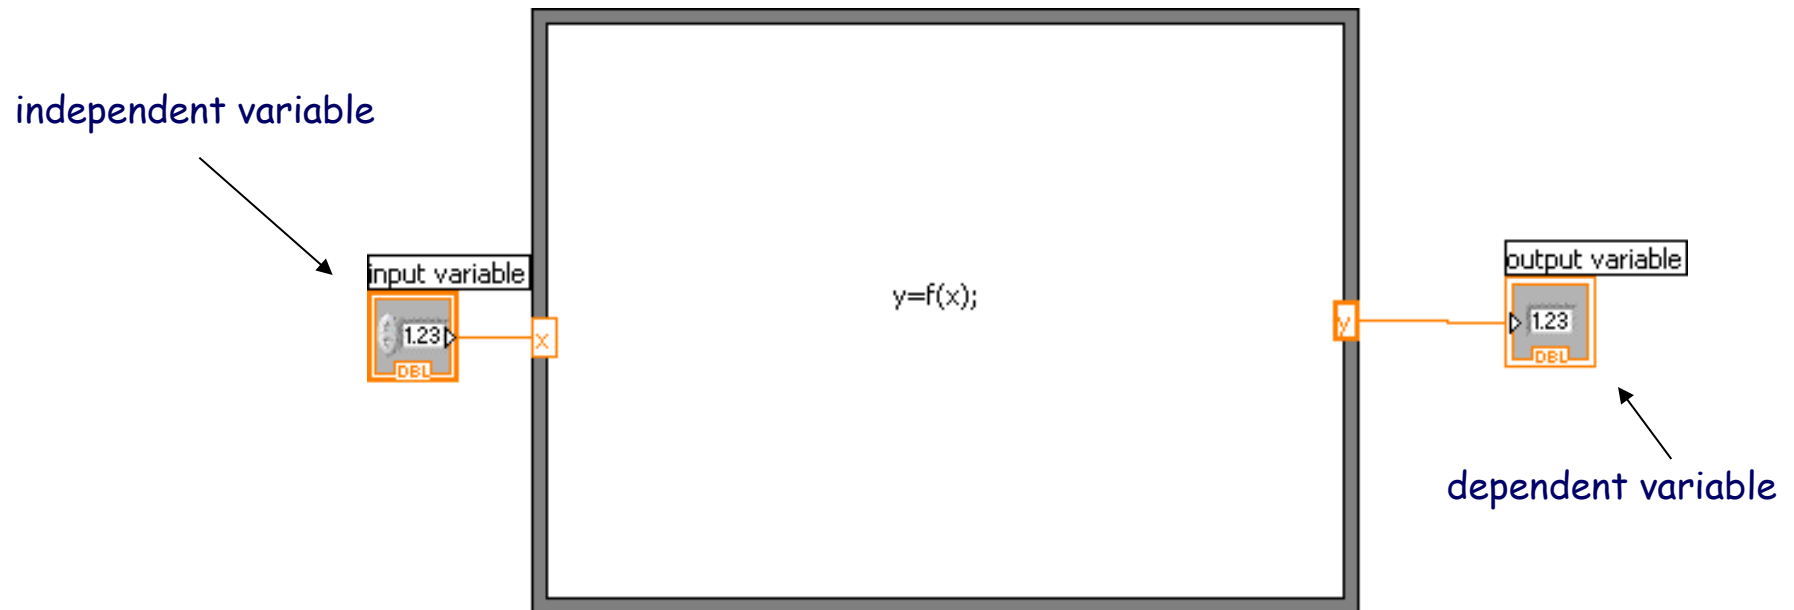 independent variable
input variable
1.23
DBL
x
y=f(x);
y
output variable
1.23
DBL
dependent variable